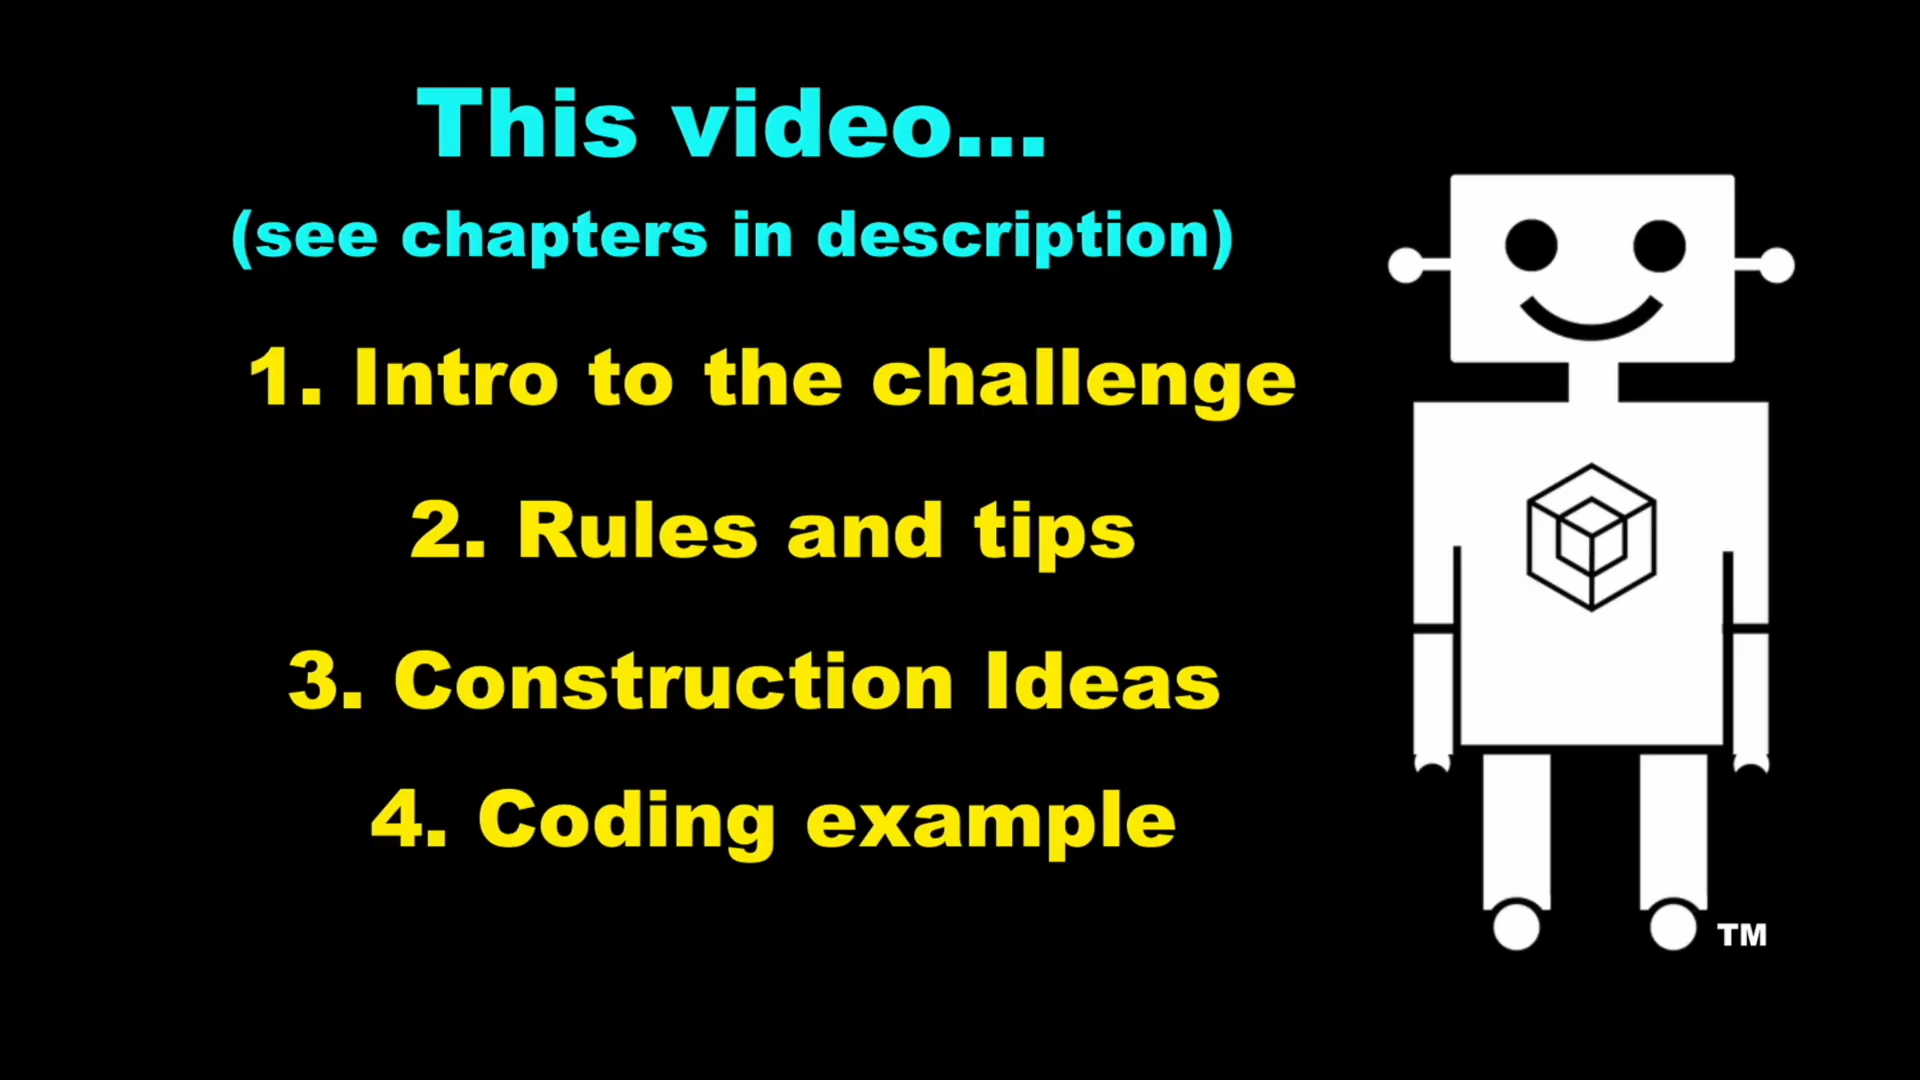 This video...
(see chapters in description)
1. Intro to the challenge
2. Rules and tips
3. Construction Ideas
4. Coding example
TM